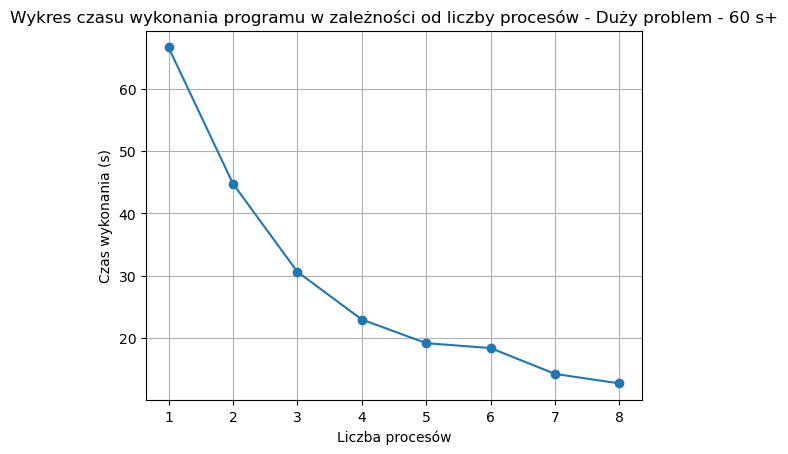 Wykres czasu wykonania programu w zależności od liczby procesów - Duży problem - 60 s+
60
50
40
30
20
Czas wykonania (s)
1 2 3 4 5 6 7 8
Liczba procesów